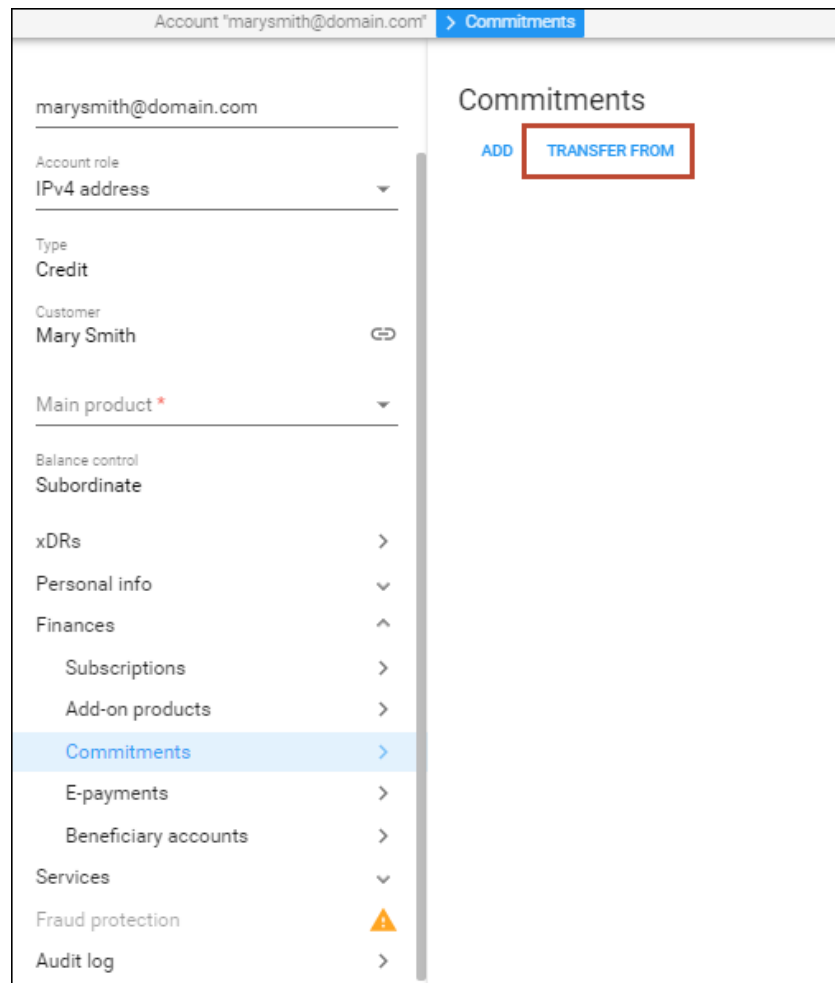 Account "marysmith@domain.com" > Commitments
marysmith@domain.com
Account role
IPv4 address
Type
Credit
Customer
Mary Smith
Main product *
Balance control
Subordinate
xDRs
Personal info
Finances
Subscriptions
Add-on products
Commitments
E-payments
Beneficiary accounts
Services
Fraud protection
Audit log
Commitments
ADD TRANSFER FROM